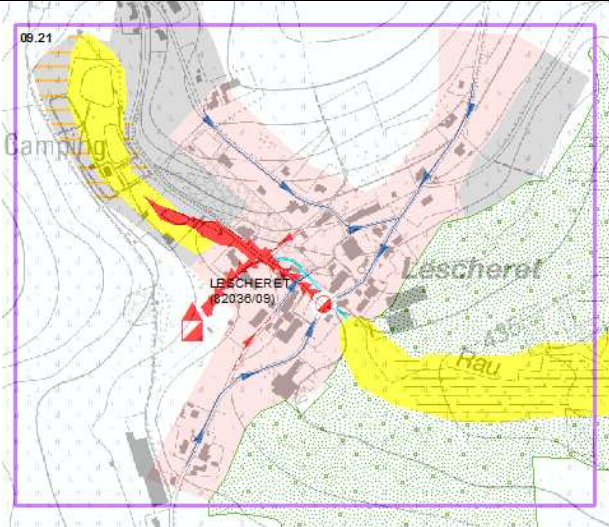 09.21
Camping
Lescheret
LESCHERET
(82036/09)
435
Rau